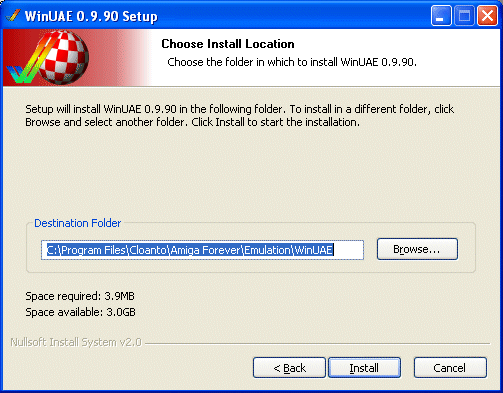 WinUAE 0.9.90 Setup
Choose Install Location
Choose the folder in which to install WinUAE 0.9.90.
Setup will install WinUAE 0.9.90 in the following folder. To install in a different folder, click
Browse and select another folder. Click Install to start the installation.
Destination Folder
C:\Program Files\Cloanto\Amiga Forever\Emulation\WinUAE
Browse...
Space required: 3.9MB
Space available: 3.0GB
Nullsoft Install System v2.0
< Back
Install
Cancel